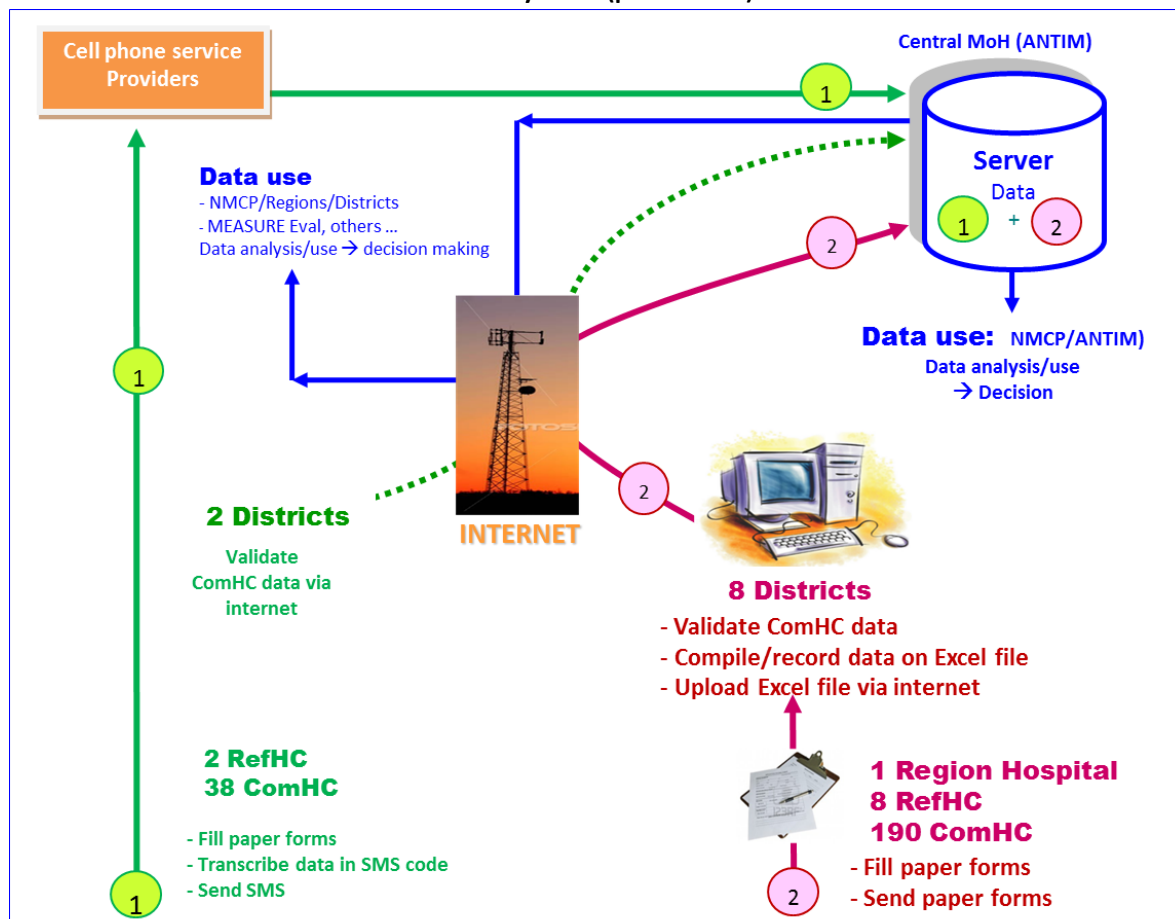 Cell phone service
Providers
Central MoH (ANTIM)
1
Server
Data
1 + 2
Data use
- NMCP/Regions/Districts
- MEASURE Eval, others …
Data analysis/use → decision making
2
Data use: NMCP/ANTIM)
Data analysis/use
→ Decision
1
INTERNET
2
2 Districts
Validate
ComHC data via
internet
8 Districts
- Validate ComHC data
- Compile/record data on Excel file
- Upload Excel file via internet
2 RefHC
38 ComHC
- Fill paper forms
- Transcribe data in SMS code
- Send SMS
1
1 Region Hospital
8 RefHC
190 ComHC
- Fill paper forms
- Send paper forms
2